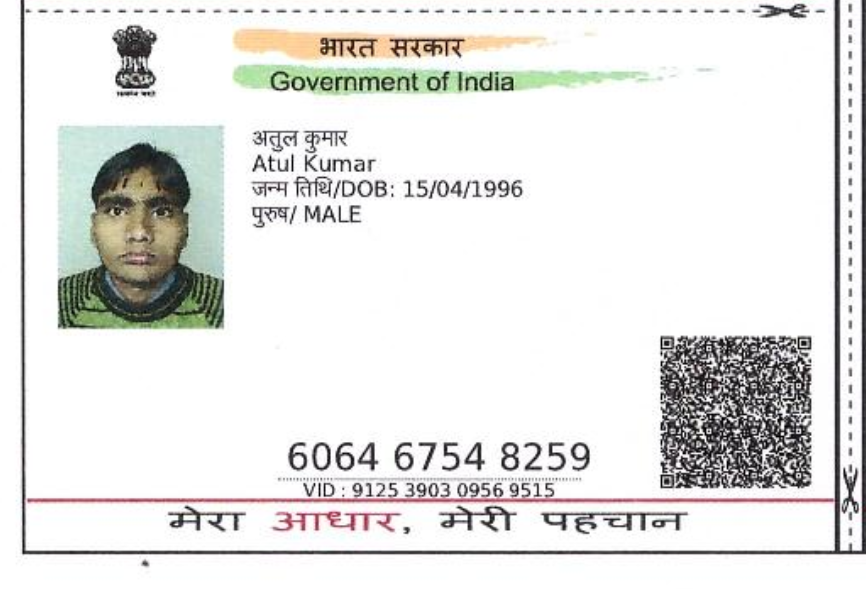 भारत सरकार
Government of India
अतुल कुमार
Atul Kumar
जन्म तिथि/DOB: 15/04/1996
पुरुष/ MALE
6064 6754 8259
VID : 9125 3903 0956 9515
मेरा आधार, मेरी पहचान